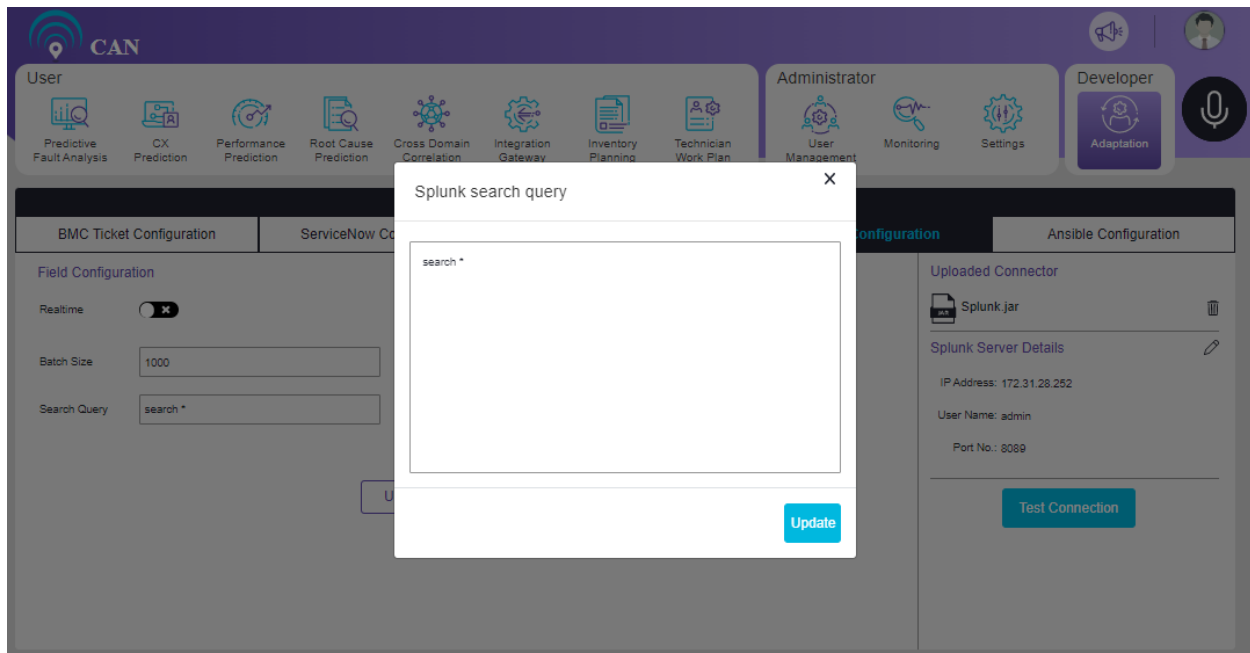 CAN
User
Administrator
Developer
Predictive
Fault Analysis
CX
Prediction
Performance
Prediction
Root Cause
Prediction
Cross Domain
Correlation
Integration
Gateway
Inventory
Planning
Technician
Work Plan
User
Management
Monitoring
Settings
Adaptation
Splunk search query
BMC Ticket Configuration
ServiceNow
Ansible Configuration
search *
Field Configuration
Realtime
Batch Size
1000
Search Query
search *
Update
Uploaded Connector
JAR
Splunk.jar
Splunk Server Details
IP Address: 172.31.28.252
User Name: admin
Port No.: 8089
Test Connection